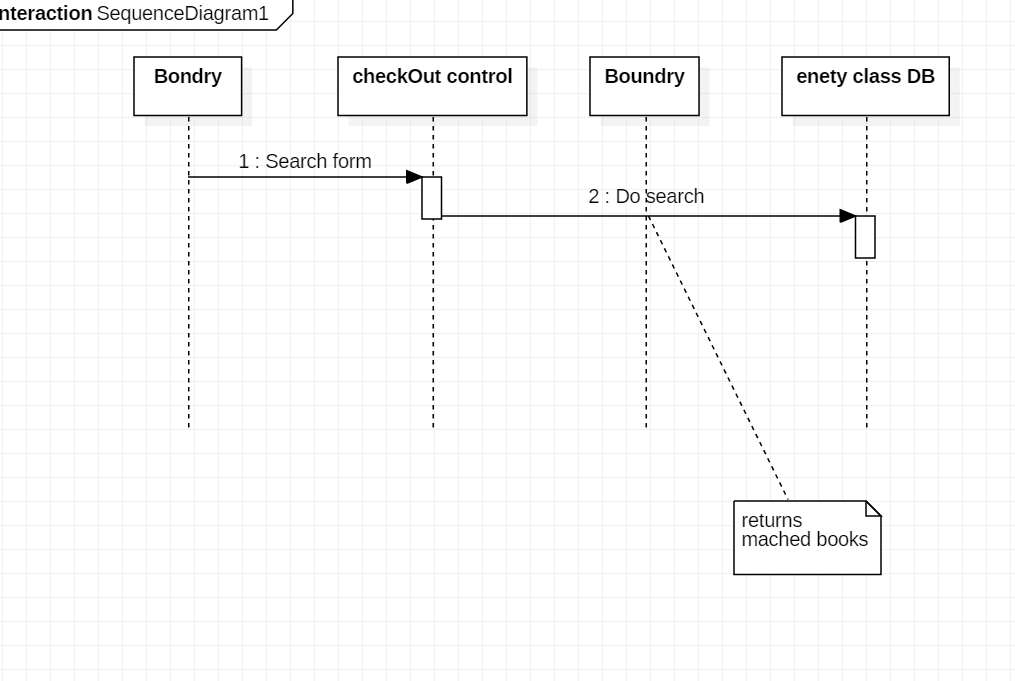 nteraction SequenceDiagram1
Bondry
checkOut control
Boundry
enety class DB
1 : Search form
2 : Do search
returns
mached books